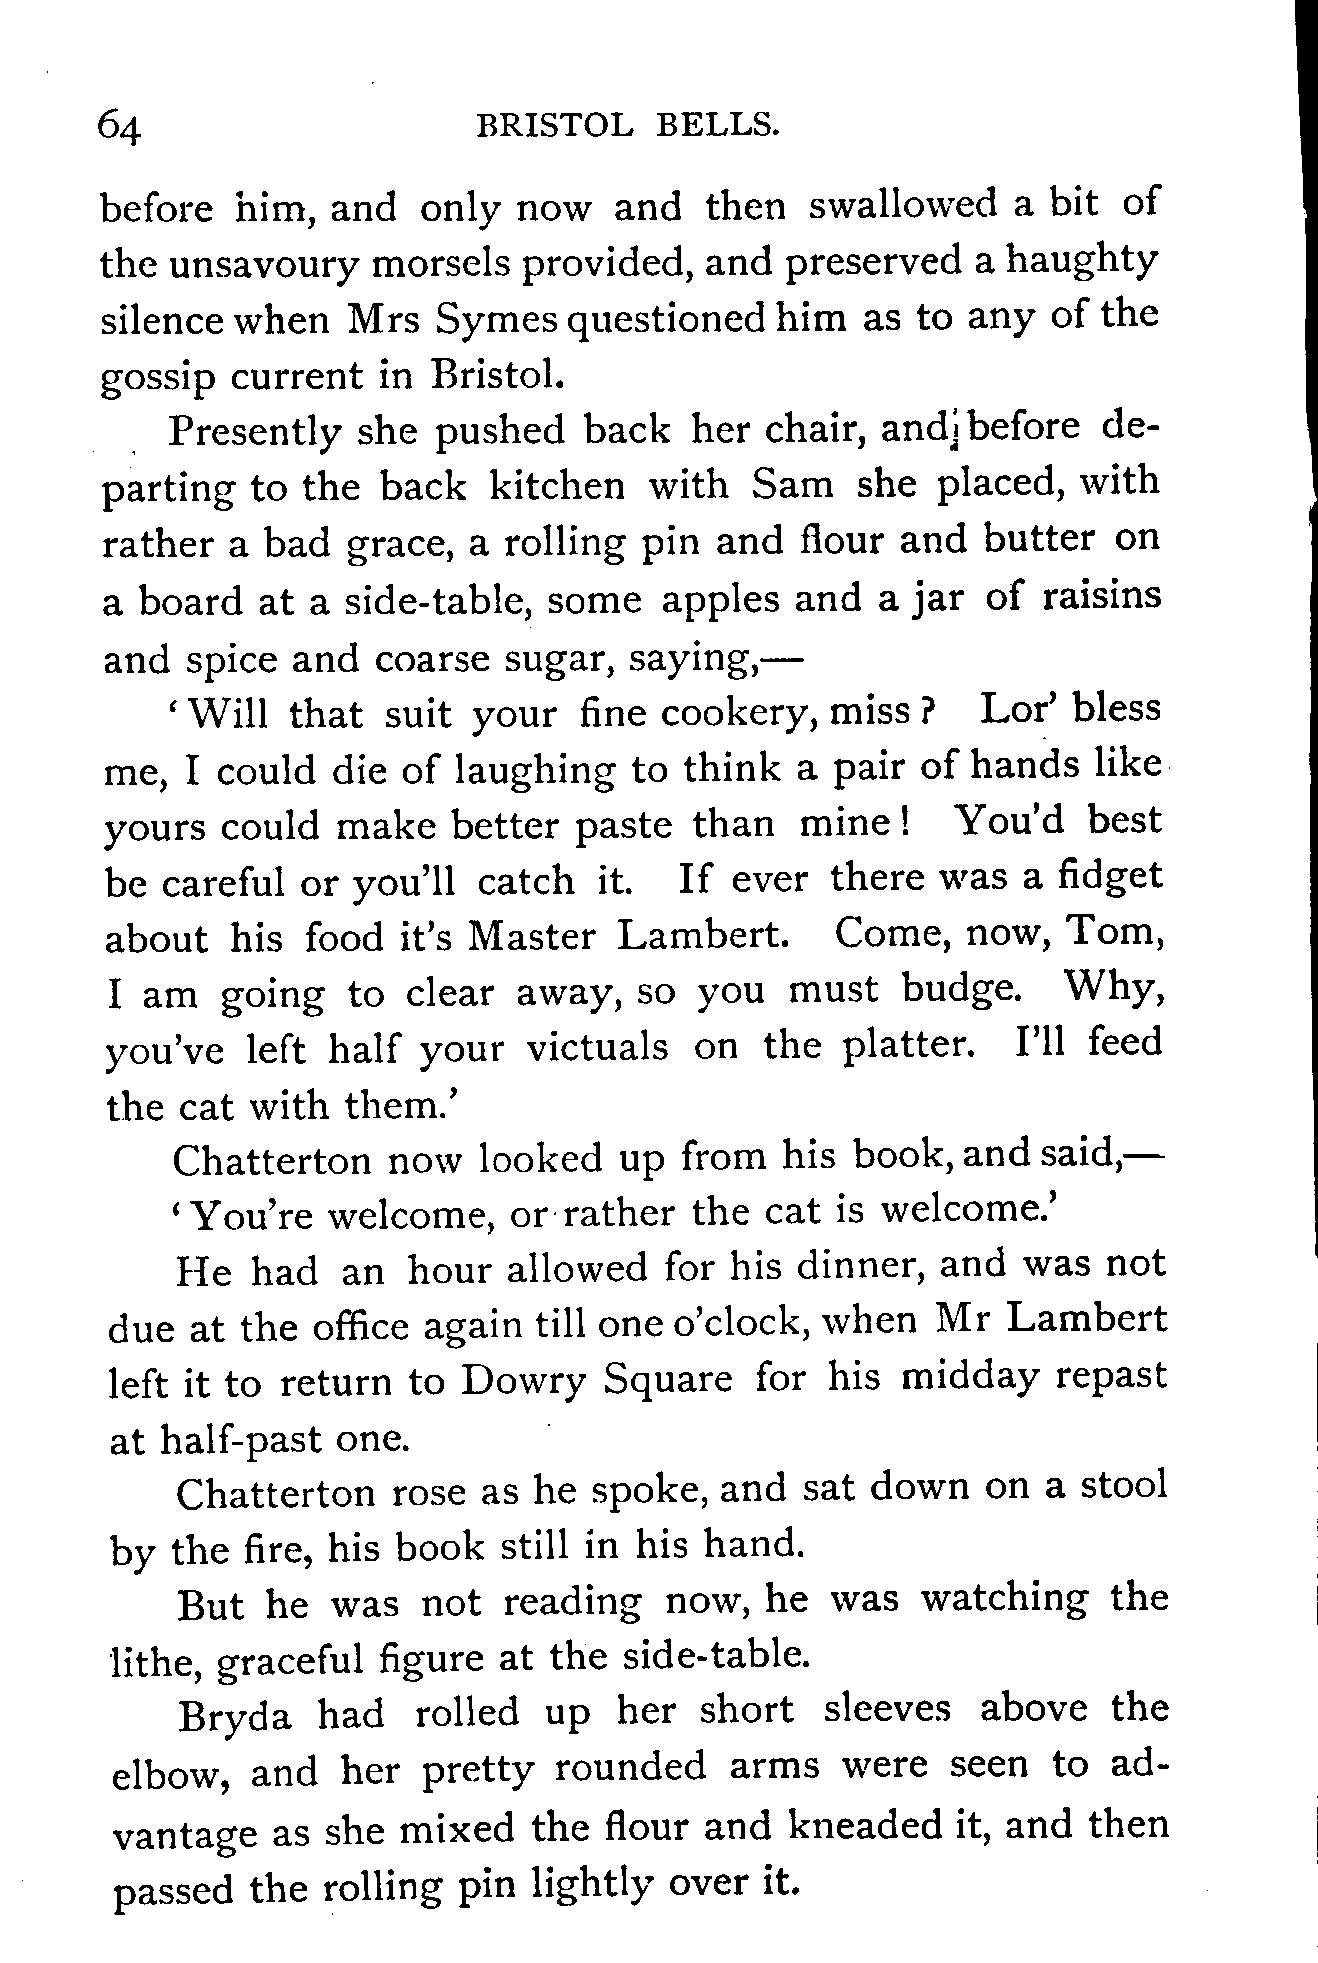 64 BRISTOL BELLS.
before him, and only now and then swallowed a bit of
the unsavoury morsels provided, and preserved a haughty
silence when Mrs Symes questioned him as to any of the
gossip current in Bristol.
Presently she pushed back her chair, and before de-
parting to the back kitchen with Sam she placed, with
rather a bad grace, a rolling pin and flour and butter on
a board at a side-table, some apples and a jar of raisins
and spice and coarse sugar, saying,—
‘Will that suit your fine cookery, miss? Lor’ bless
me, I could die of laughing to think a pair of hands like
yours could make better paste than mine! You’d best
be careful or you’ll catch it. If ever there was a fidget
about his food it’s Master Lambert. Come, now, Tom,
I am going to clear away, so you must budge. Why,
you’ve left half your victuals on the platter. I’ll feed
the cat with them.’
Chatterton now looked up from his book, and said,—
‘You’re welcome, or rather the cat is welcome.’
He had an hour allowed for his dinner, and was not
due at the office again till one o’clock, when Mr Lambert
left it to return to Dowry Square for his midday repast
at half-past one.
Chatterton rose as he spoke, and sat down on a stool
by the fire, his book still in his hand.
But he was not reading now, he was watching the
lithe, graceful figure at the side-table.
Bryda had rolled up her short sleeves above the
elbow, and her pretty rounded arms were seen to ad-
vantage as she mixed the flour and kneaded it, and then
passed the rolling pin lightly over it.